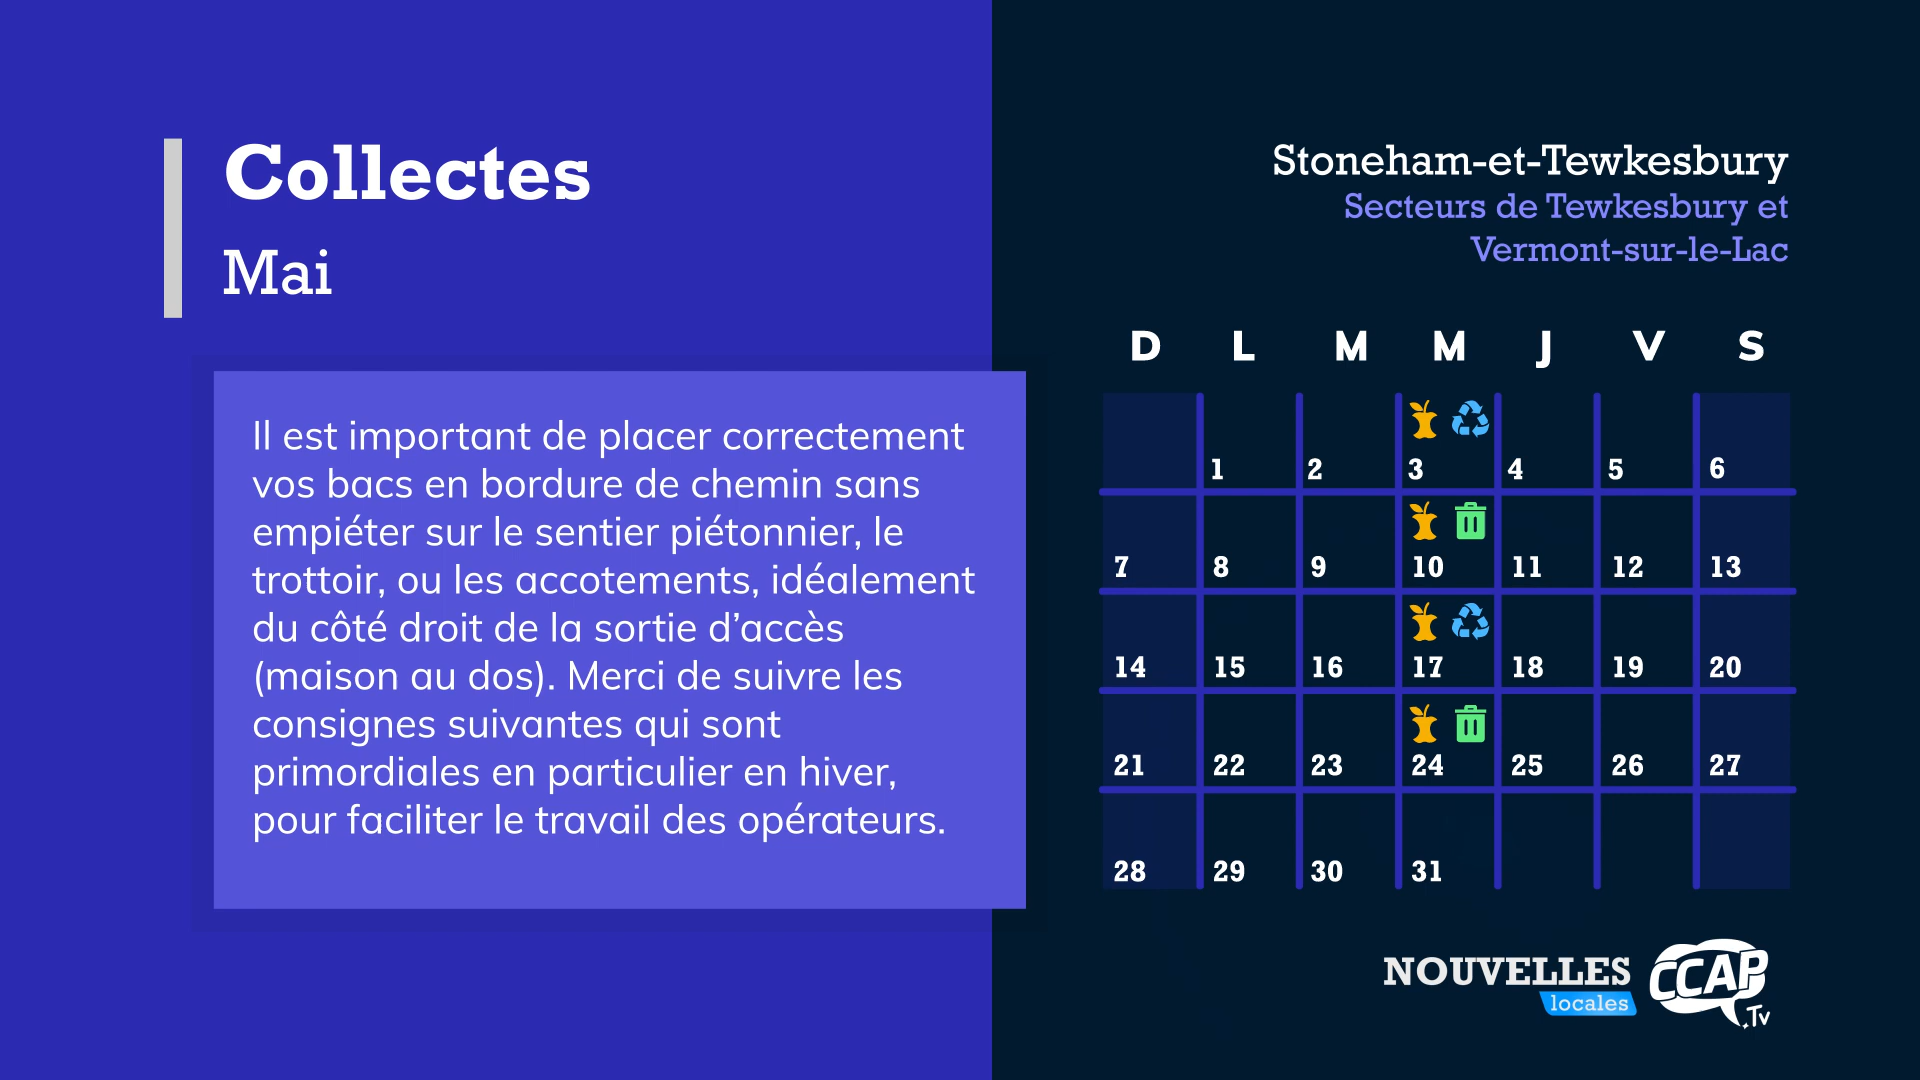 Collectes
Mai
Il est important de placer correctement
vos bacs en bordure de chemin sans
empiéter sur le sentier piétonnier, le
trottoir, ou les accotements, idéalement
du côté droit de la sortie d’accès
(maison au dos). Merci de suivre les
consignes suivantes qui sont
primordiales en particulier en hiver,
pour faciliter le travail des opérateurs.
Stoneham-et-Tewkesbury
Secteurs de Tewkesbury et
Vermont-sur-le-Lac
D L M M J V S
1 2 3 4 5 6
7 8 9 10 11 12 13
14 15 16 17 18 19 20
21 22 23 24 25 26 27
28 29 30 31
NOUVELLES
locales
CCAP
.Tv